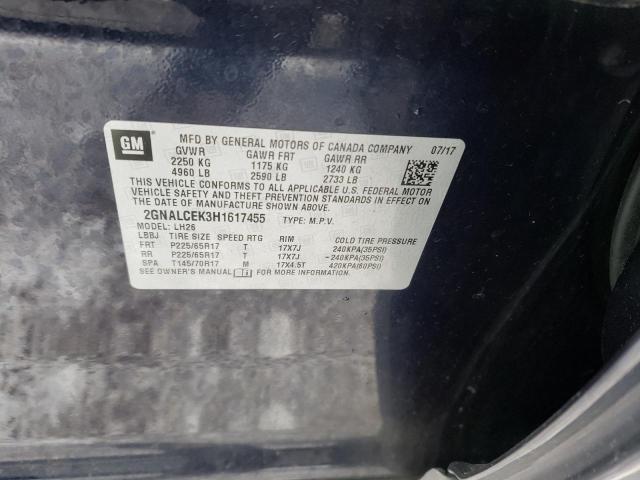 GM
MFD BY GENERAL MOTORS OF CANADA COMPANY 07/17
GVWR GAWR FRT GAWR RR
2250 KG 1175 KG 1240 KG
4960 LB 2590 LB 2733 LB
THIS VEHICLE CONFORMS TO ALL APPLICABLE U.S. FEDERAL MOTOR
VEHICLE SAFETY AND THEFT PREVENTION STANDARDS IN EFFECT ON
THE DATE OF MANUFACTURE SHOWN ABOVE.
2GNALCEK3H1617455 TYPE: M.P.V.
MODEL: LH26
LBBJ TIRE SIZE SPEED RTG RIM COLD TIRE PRESSURE
FRT P225/65R17 T 17X7J 240KPA(35PSI)
RR P225/65R17 T 17X7J 240KPA(35PSI)
SPA T145/70R17 M 17X4.5T 420KPA(60PSI)
SEE OWNER'S MANUAL FOR MORE INFORMATION.